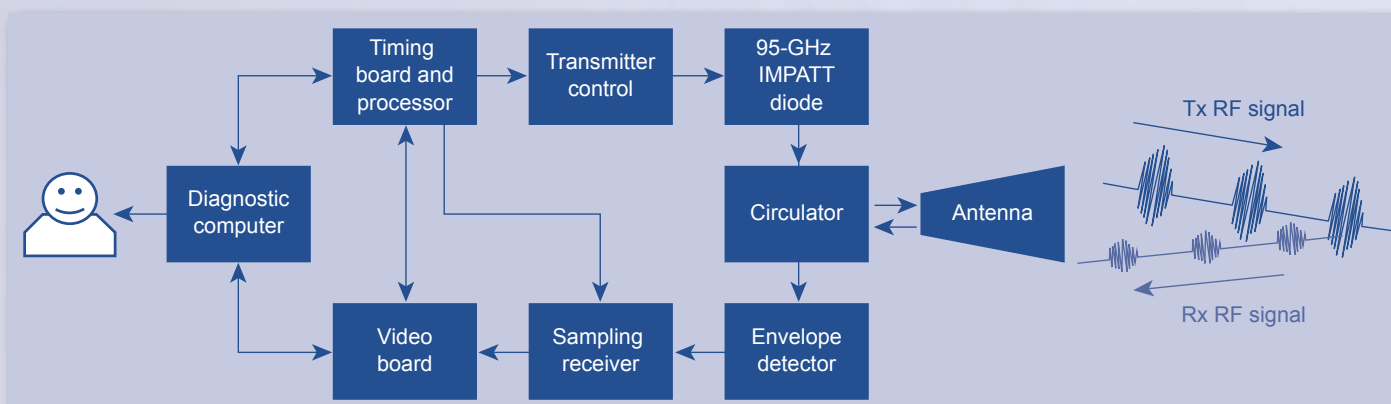 Timing
board and
processor
Transmitter
control
95-GHz
IMPATT
diode
Tx RF signal
Diagnostic
computer
Circulator
Antenna
Video
board
Sampling
receiver
Envelope
detector
Rx RF signal